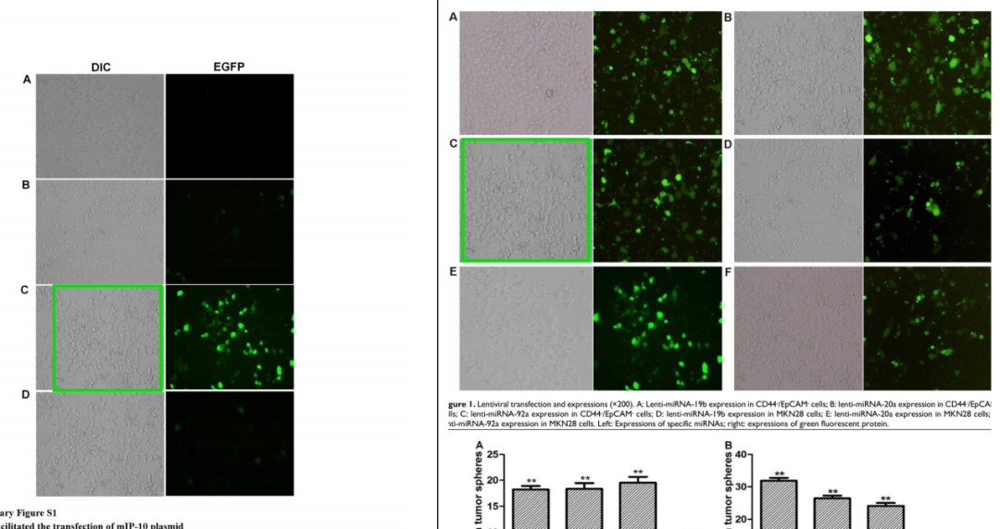 DIC EGFP
A
B
C
D
ary Figure S1
cilitated the transfection of mIP-10 plasmid
A B
C D
E F
gure 1. Lentiviral transfection and expressions (×200). A: Lenti-miRNA-19b expression in CD44+/EpCAM+ cells; B: lenti-miRNA-20a expression in CD44+/EpCA
lls; C: lenti-miRNA-92a expression in CD44+/EpCAM+ cells; D: lenti-miRNA-19b expression in MKN28 cells; E: lenti-miRNA-20a expression in MKN28 cells;
nti-miRNA-92a expression in MKN28 cells. Left: Expressions of specific miRNAs; right: expressions of green fluorescent protein.
A
tumor spheres
25
20
15
** ** **
B
tumor spheres
40
30
20
** ** **